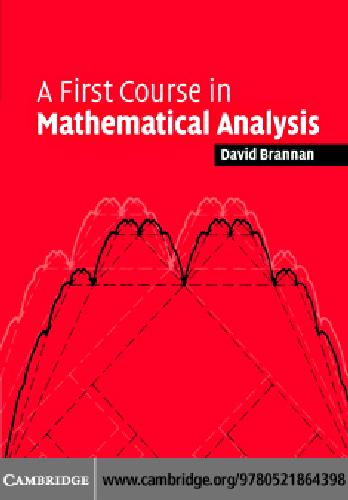 A First Course in
Mathematical Analysis
David Brannan
CAMBRIDGE
www.cambridge.org/9780521864398